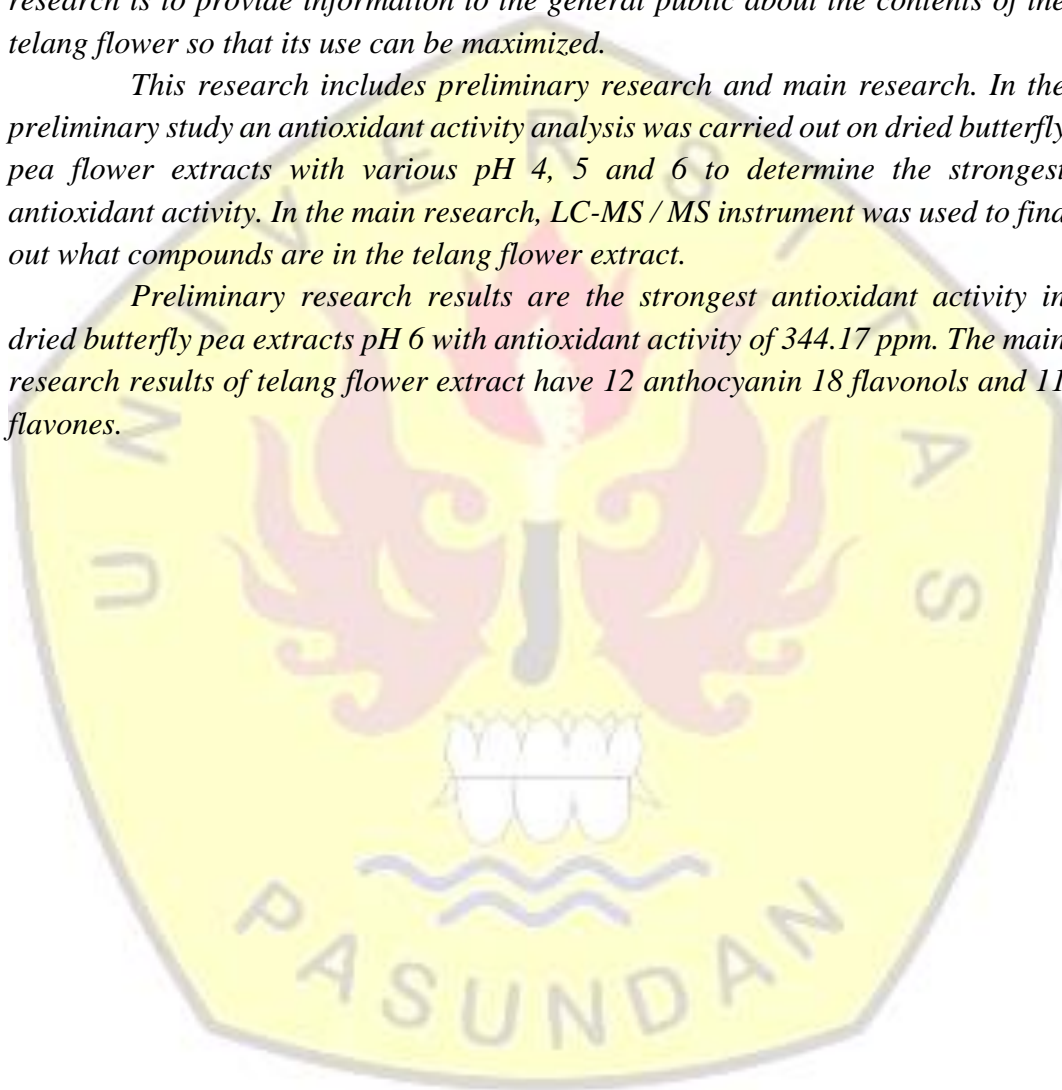 research is to provide information to the general public about the contents of the
telang flower so that its use can be maximized.
This research includes preliminary research and main research. In the
preliminary study an antioxidant activity analysis was carried out on dried butterfly
pea flower extracts with various pH 4, 5 and 6 to determine the strongest
antioxidant activity. In the main research, LC-MS / MS instrument was used to find
out what compounds are in the telang flower extract.
Preliminary research results are the strongest antioxidant activity in
dried butterfly pea extracts pH 6 with antioxidant activity of 344.17 ppm. The main
research results of telang flower extract have 12 anthocyanin 18 flavonols and 11
flavones.
UNIVERSITAS
PASUNDAN